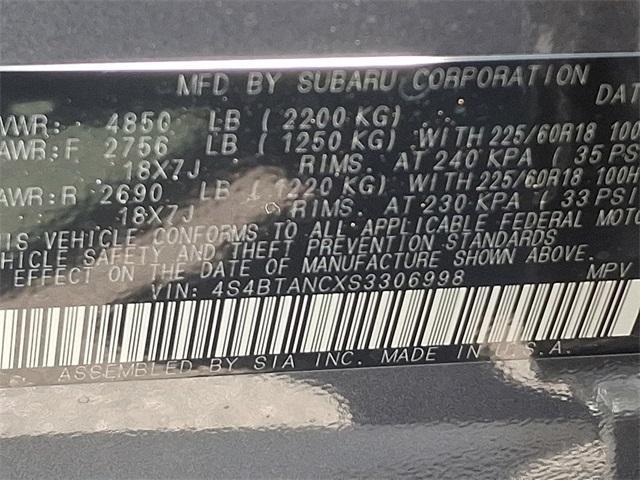 MFD BY SUBARU CORPORATION DAT
VWR: 4850 LB ( 2200 KG)
AWR:F 2756 LB ( 1250 KG) WITH 225/60R18 100H
18X7J RIMS. AT 240 KPA ( 35 PSI
AWR:R 2690 LB ( 1220 KG) WITH 225/60R18 100H
18X7J RIMS. AT 230 KPA ( 33 PSI
IS VEHICLE CONFORMS TO ALL APPLICABLE FEDERAL MOT
HICLE SAFETY AND THEFT PREVENTION STANDARDS
EFFECT ON THE DATE OF MANUFACTURE SHOWN ABOVE.
VIN: 4S4BTANCXS3306998 MPV
ASSEMBLED BY SIA INC. MADE IN U.S.A.